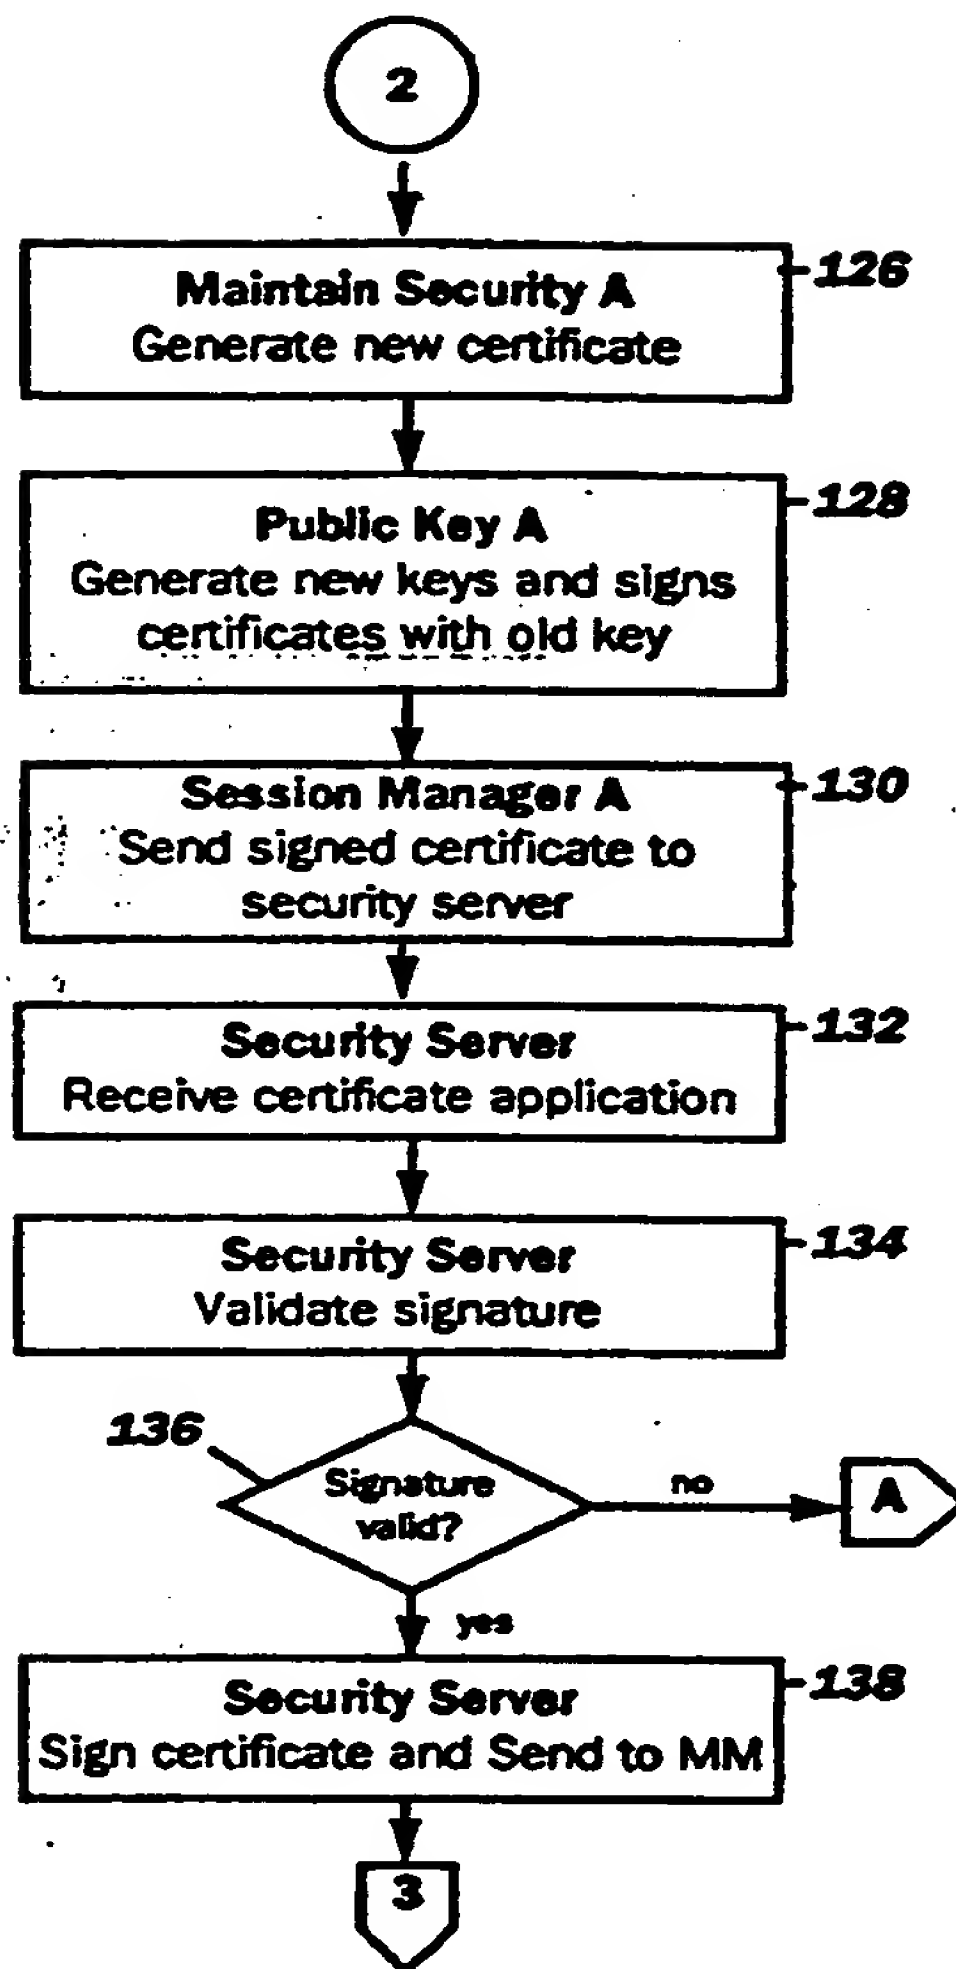 2
Maintain Security A
126
Generate new certificate
Public Key A
128
Generate new keys and signs
certificates with old key
Session Manager A
130
Send signed certificate to
security server
Security Server
132
Receive certificate application
Security Server
134
Validate signature
136
Signature
valid?
no
A
yes
Security Server
138
Sign certificate and Send to MM
3